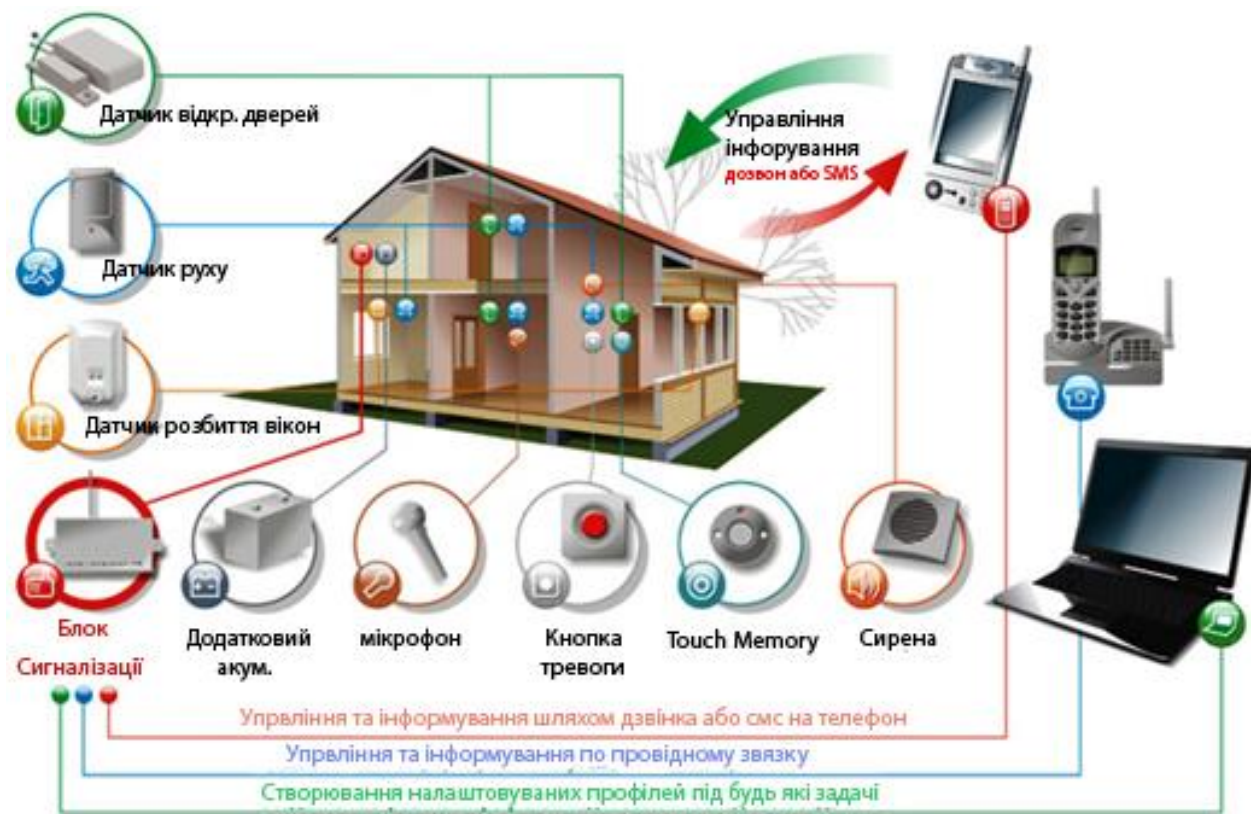 Датчик відкр. дверей
Управління
інфорування
дозвон або SMS
Датчик руху
Датчик розбиття вікон
Блок
Сигналізації
Додатковий
акум.
мікрофон
Кнопка
тревоги
Touch Memory
Сирена
Упрвління та інформування шляхом дзвінка або смс на телефон
Упрвління та інформування по провідному звязку
Створювання налаштовуваних профілей під будь які задачі